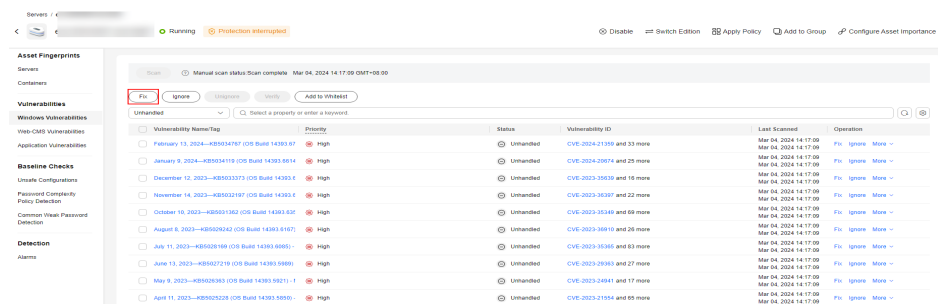 Servers /
Running
Protection interrupted
Disable
Switch Edition
Apply Policy
Add to Group
Configure Asset Importance
Asset Fingerprints
Servers
Containers
Vulnerabilities
Windows Vulnerabilities
Web-CMS Vulnerabilities
Application Vulnerabilities
Baseline Checks
Unsafe Configurations
Password Complexity
Policy Detection
Common Weak Password
Detection
Detection
Alarms
Scan Manual scan status:Scan complete Mar 04, 2024 14:17:09 GMT+08:00
Fix Ignore Unignore Verify Add to Whitelist
Unhandled Select a property or enter a keyword.
Vulnerability Name/Tag Priority Status Vulnerability ID Last Scanned Operation
February 13, 2024—KB5034767 (OS Build 14393.67 High Unhandled CVE-2024-21359 and 33 more Mar 04, 2024 14:17:09 Fix Ignore More
Mar 04, 2024 14:17:09
January 9, 2024—KB5034119 (OS Build 14393.6614 High Unhandled CVE-2024-20674 and 25 more Mar 04, 2024 14:17:09 Fix Ignore More
Mar 04, 2024 14:17:09
December 12, 2023—KB5033373 (OS Build 14393.6 High Unhandled CVE-2023-35639 and 16 more Mar 04, 2024 14:17:09 Fix Ignore More
Mar 04, 2024 14:17:09
November 14, 2023—KB5032197 (OS Build 14393.6 High Unhandled CVE-2023-36397 and 22 more Mar 04, 2024 14:17:09 Fix Ignore More
Mar 04, 2024 14:17:09
October 10, 2023—KB5031362 (OS Build 14393.635 High Unhandled CVE-2023-35349 and 69 more Mar 04, 2024 14:17:09 Fix Ignore More
Mar 04, 2024 14:17:09
August 8, 2023—KB5029242 (OS Build 14393.6167) High Unhandled CVE-2023-36910 and 26 more Mar 04, 2024 14:17:09 Fix Ignore More
Mar 04, 2024 14:17:09
July 11, 2023—KB5028169 (OS Build 14393.6085) - High Unhandled CVE-2023-35365 and 83 more Mar 04, 2024 14:17:09 Fix Ignore More
Mar 04, 2024 14:17:09
June 13, 2023—KB5027219 (OS Build 14393.5989) High Unhandled CVE-2023-29363 and 27 more Mar 04, 2024 14:17:09 Fix Ignore More
Mar 04, 2024 14:17:09
May 9, 2023—KB5026363 (OS Build 14393.5921) - High Unhandled CVE-2023-24941 and 17 more Mar 04, 2024 14:17:09 Fix Ignore More
Mar 04, 2024 14:17:09
April 11, 2023—KB5025228 (OS Build 14393.5850) - High Unhandled CVE-2023-21554 and 65 more Mar 04, 2024 14:17:09 Fix Ignore More
Mar 04, 2024 14:17:09